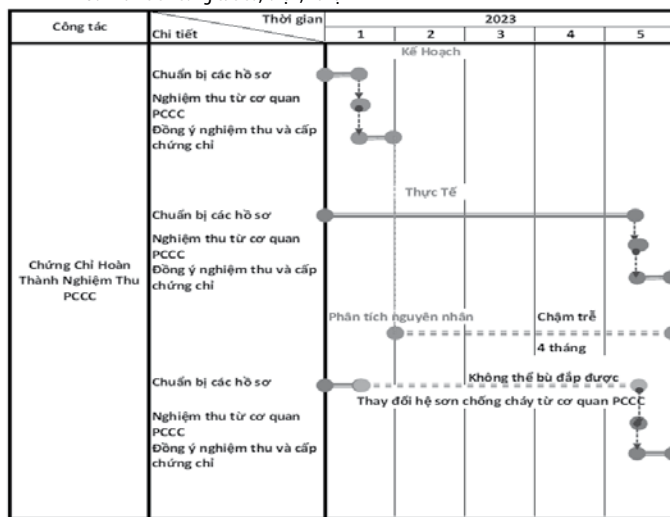 Công tác
Thời gian
Chi tiết
2023
1 2 3 4 5
Kế Hoạch
Chuẩn bị các hồ sơ
Nghiệm thu từ cơ quan
PCCC
Đồng ý nghiệm thu và cấp
chứng chỉ
Thực Tế
Chuẩn bị các hồ sơ
Nghiệm thu từ cơ quan
PCCC
Đồng ý nghiệm thu và cấp
chứng chỉ
Chứng Chỉ Hoàn
Thành Nghiệm Thu
PCCC
Phân tích nguyên nhân
Chậm trễ
4 tháng
Chuẩn bị các hồ sơ
Không thể bù đắp được
Thay đổi hệ sơn chống cháy từ cơ quan PCCC
Nghiệm thu từ cơ quan
PCCC
Đồng ý nghiệm thu và cấp
chứng chỉ